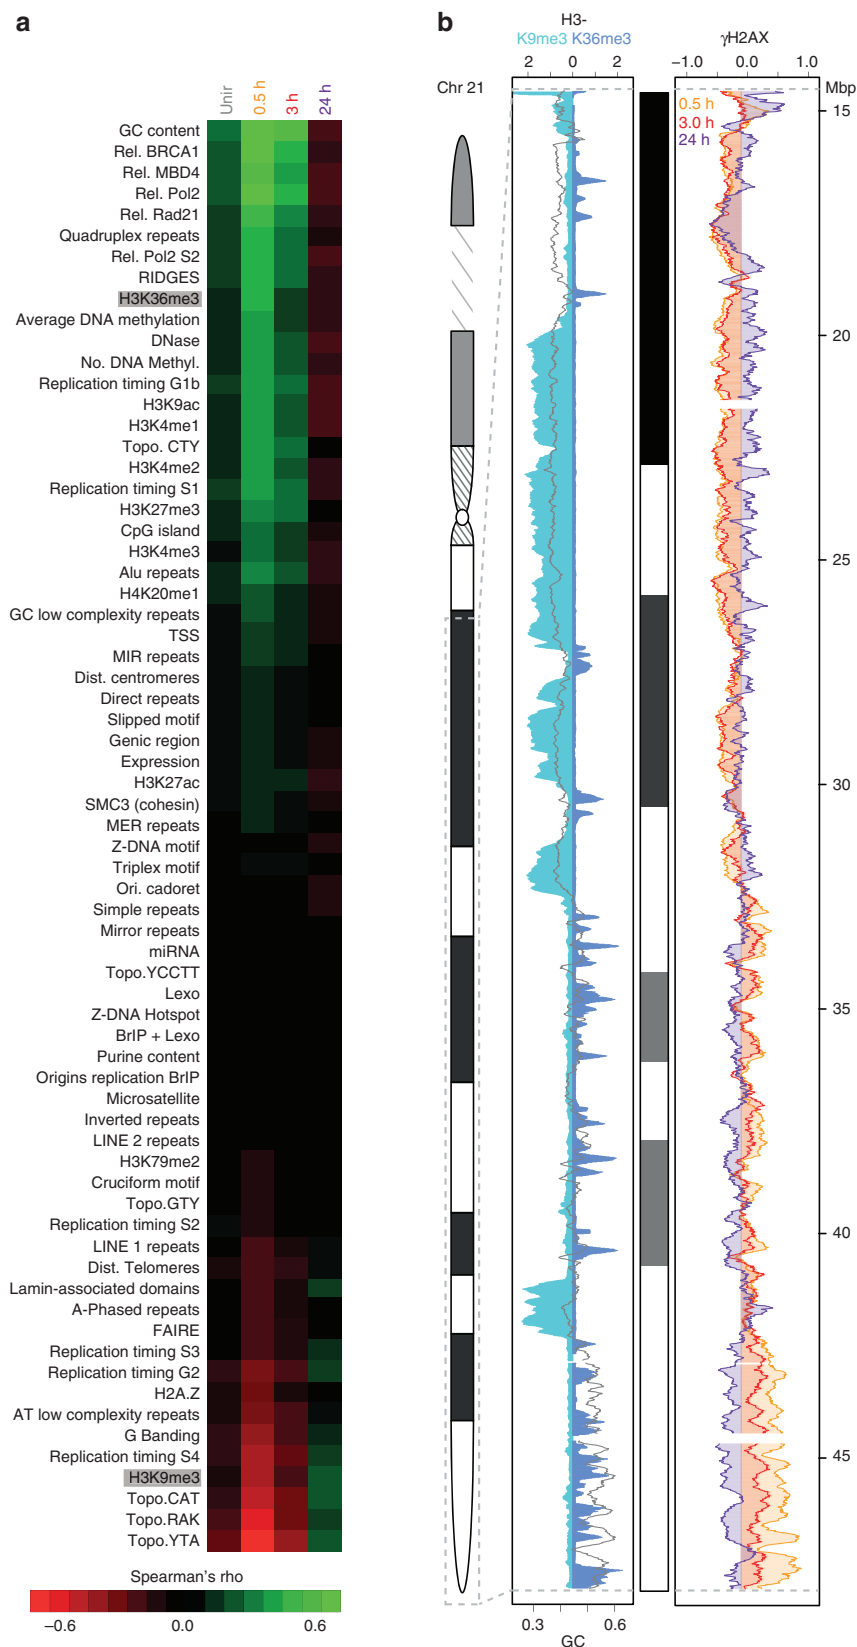 a
Unir
0.5 h
3 h
24 h
GC content
Rel. BRCA1
Rel. MBD4
Rel. Pol2
Rel. Rad21
Quadruplex repeats
Rel. Pol2 S2
RIDGES
H3K36me3
Average DNA methylation
DNase
No. DNA Methyl.
Replication timing G1b
H3K9ac
H3K4me1
Topo. CTY
H3K4me2
Replication timing S1
H3K27me3
CpG island
H3K4me3
Alu repeats
H4K20me1
GC low complexity repeats
TSS
MIR repeats
Dist. centromeres
Direct repeats
Slipped motif
Genic region
Expression
H3K27ac
SMC3 (cohesin)
MER repeats
Z-DNA motif
Triplex motif
Ori. cadoret
Simple repeats
Mirror repeats
miRNA
Topo.YCCTT
Lexo
Z-DNA Hotspot
BrIP + Lexo
Purine content
Origins replication BrIP
Microsatellite
Inverted repeats
LINE 2 repeats
H3K79me2
Cruciform motif
Topo.GTY
Replication timing S2
LINE 1 repeats
Dist. Telomeres
Lamin-associated domains
A-Phased repeats
FAIRE
Replication timing S3
Replication timing G2
H2A.Z
AT low complexity repeats
G Banding
Replication timing S4
H3K9me3
Topo.CAT
Topo.RAK
Topo.YTA
Spearman's rho
−0.6 0.0 0.6
b
Chr 21
H3-
K9me3 K36me3
2 0 2
γH2AX
−1.0 0.0 1.0
Mbp
0.5 h
3.0 h
24 h
15
20
25
30
35
40
45
0.3 0.6
GC